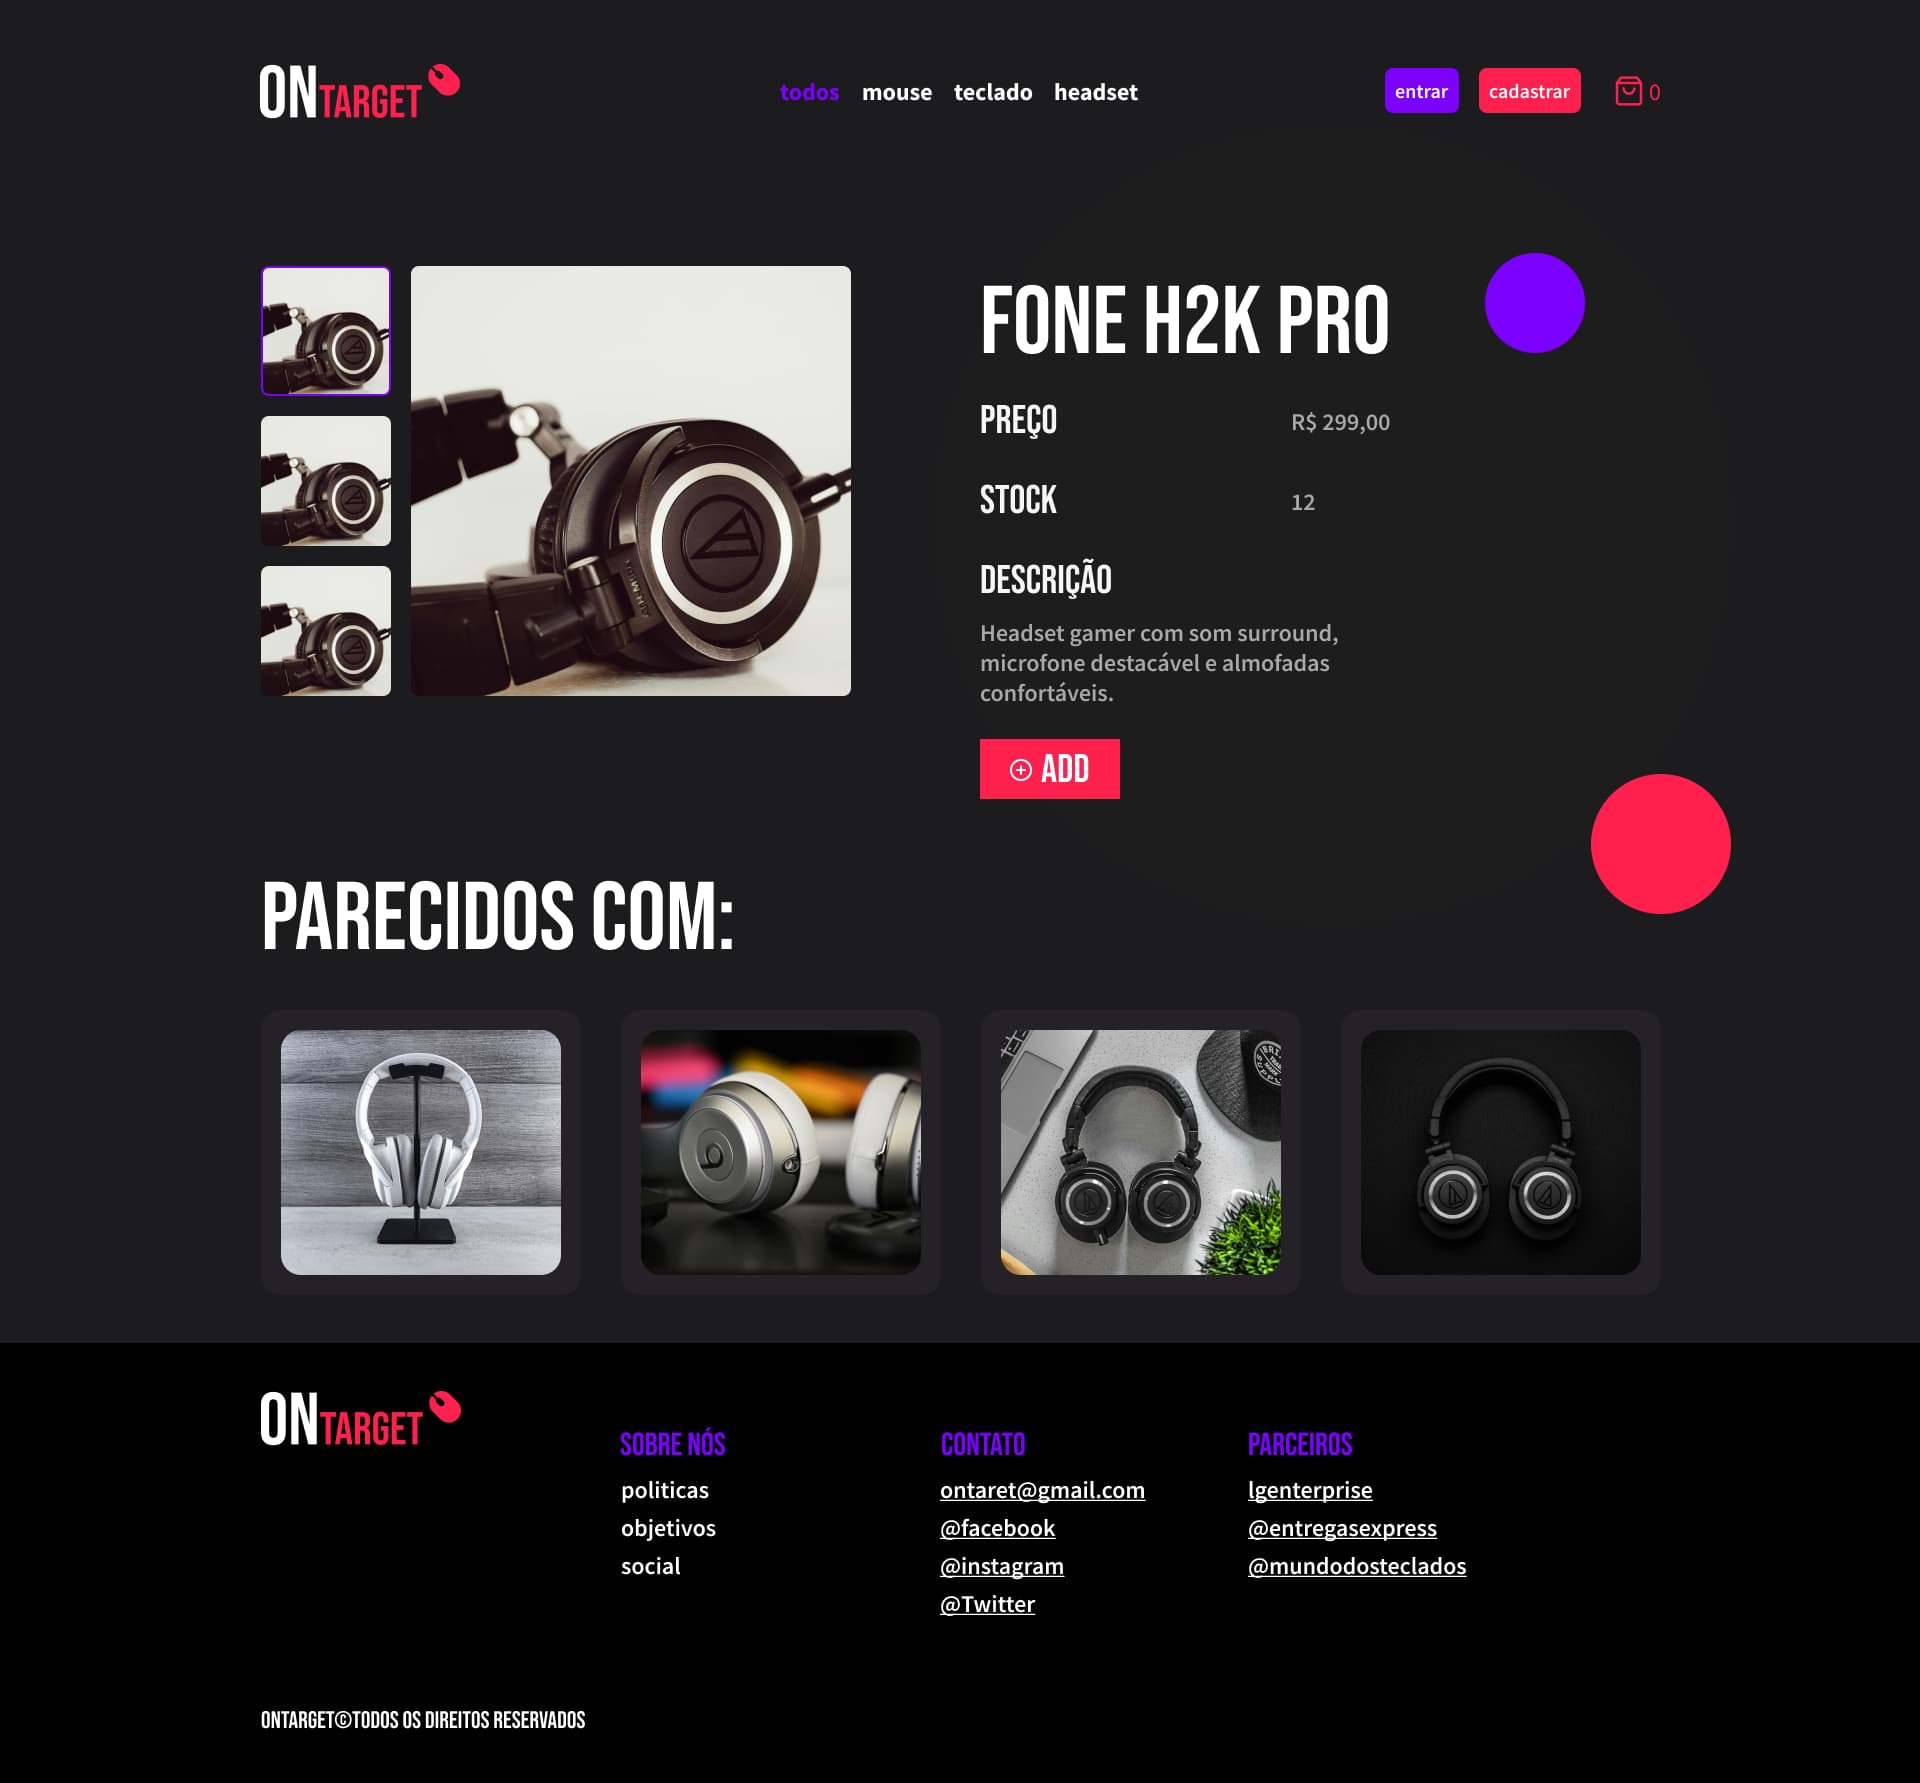 ONTARGET
todos mouse teclado headset
entrar cadastrar 0
FONE H2K PRO
PREÇO R$ 299,00
STOCK 12
DESCRIÇÃO
Headset gamer com som surround,
microfone destacável e almofadas
confortáveis.
ADD
PARECIDOS COM:
ONTARGET
SOBRE NÓS
politicas
objetivos
social
CONTATO
ontaret@gmail.com
@facebook
@instagram
@Twitter
PARCEIROS
lgenterprise
@entregasexpress
@mundodosteclados
ONTARGET©TODOS OS DIREITOS RESERVADOS